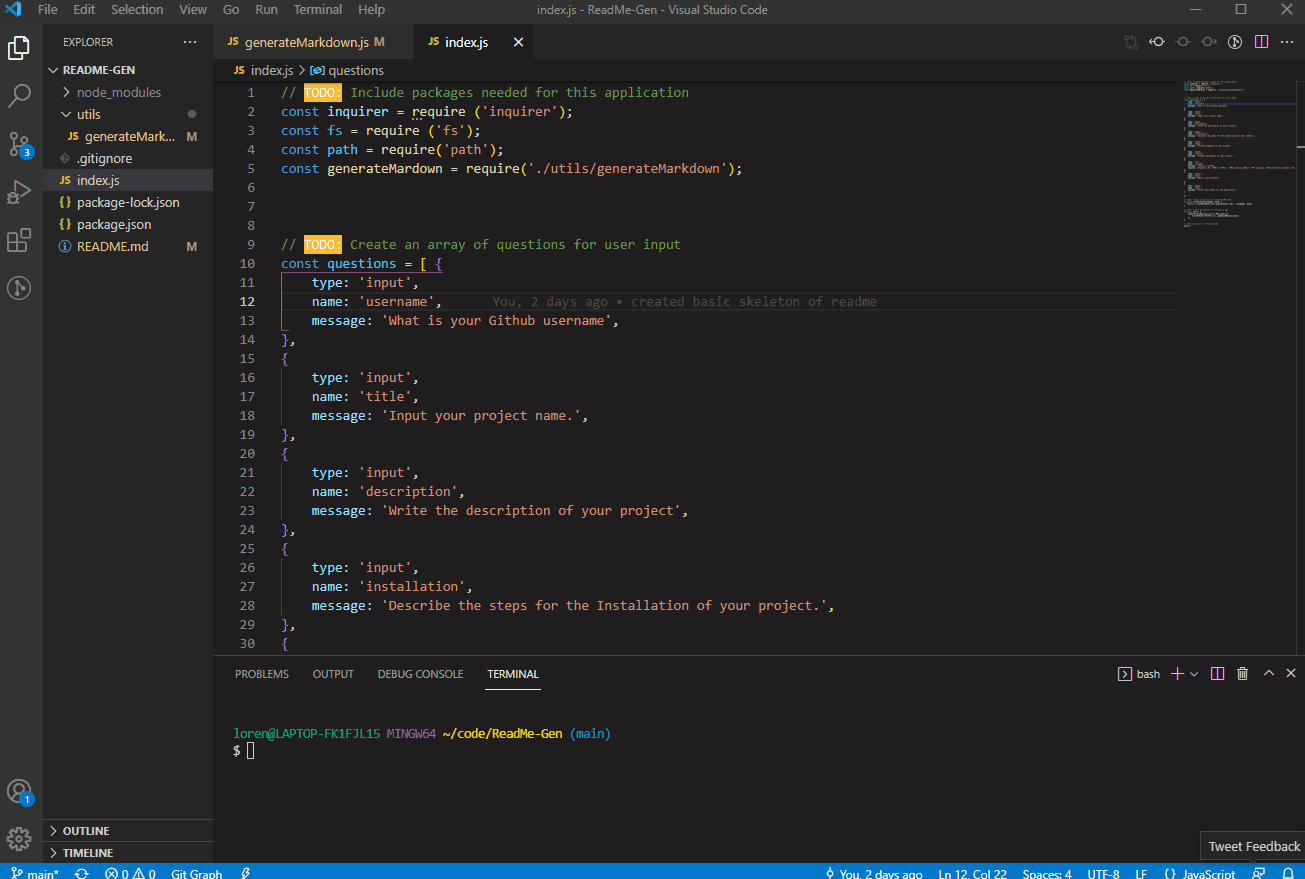 File Edit Selection View Go Run Terminal Help index.js - ReadMe-Gen - Visual Studio Code
EXPLORER
README-GEN
node_modules
utils
JS generateMark... M
.gitignore
JS index.js
{} package-lock.json
{} package.json
README.md M
OUTLINE
TIMELINE
3
1
JS generateMarkdown.js M JS index.js
JS index.js > questions
1 // TODO: Include packages needed for this application
2 const inquirer = require ('inquirer');
3 const fs = require ('fs');
4 const path = require('path');
5 const generateMardown = require('./utils/generateMarkdown');
6
7
8
9 // TODO: Create an array of questions for user input
10 const questions = [ {
11 type: 'input',
12 name: 'username', You, 2 days ago • created basic skeleton of readme
13 message: 'What is your Github username',
14 },
15 {
16 type: 'input',
17 name: 'title',
18 message: 'Input your project name.',
19 },
20 {
21 type: 'input',
22 name: 'description',
23 message: 'Write the description of your project',
24 },
25 {
26 type: 'input',
27 name: 'installation',
28 message: 'Describe the steps for the Installation of your project.',
29 },
30 {
PROBLEMS OUTPUT DEBUG CONSOLE TERMINAL bash
loren@LAPTOP-FK1FJL15 MINGW64 ~/code/ReadMe-Gen (main)
$
Tweet Feedback
main* 0 0 Git Graph You, 2 days ago Ln 12, Col 22 Spaces: 4 UTF-8 LF {} JavaScript